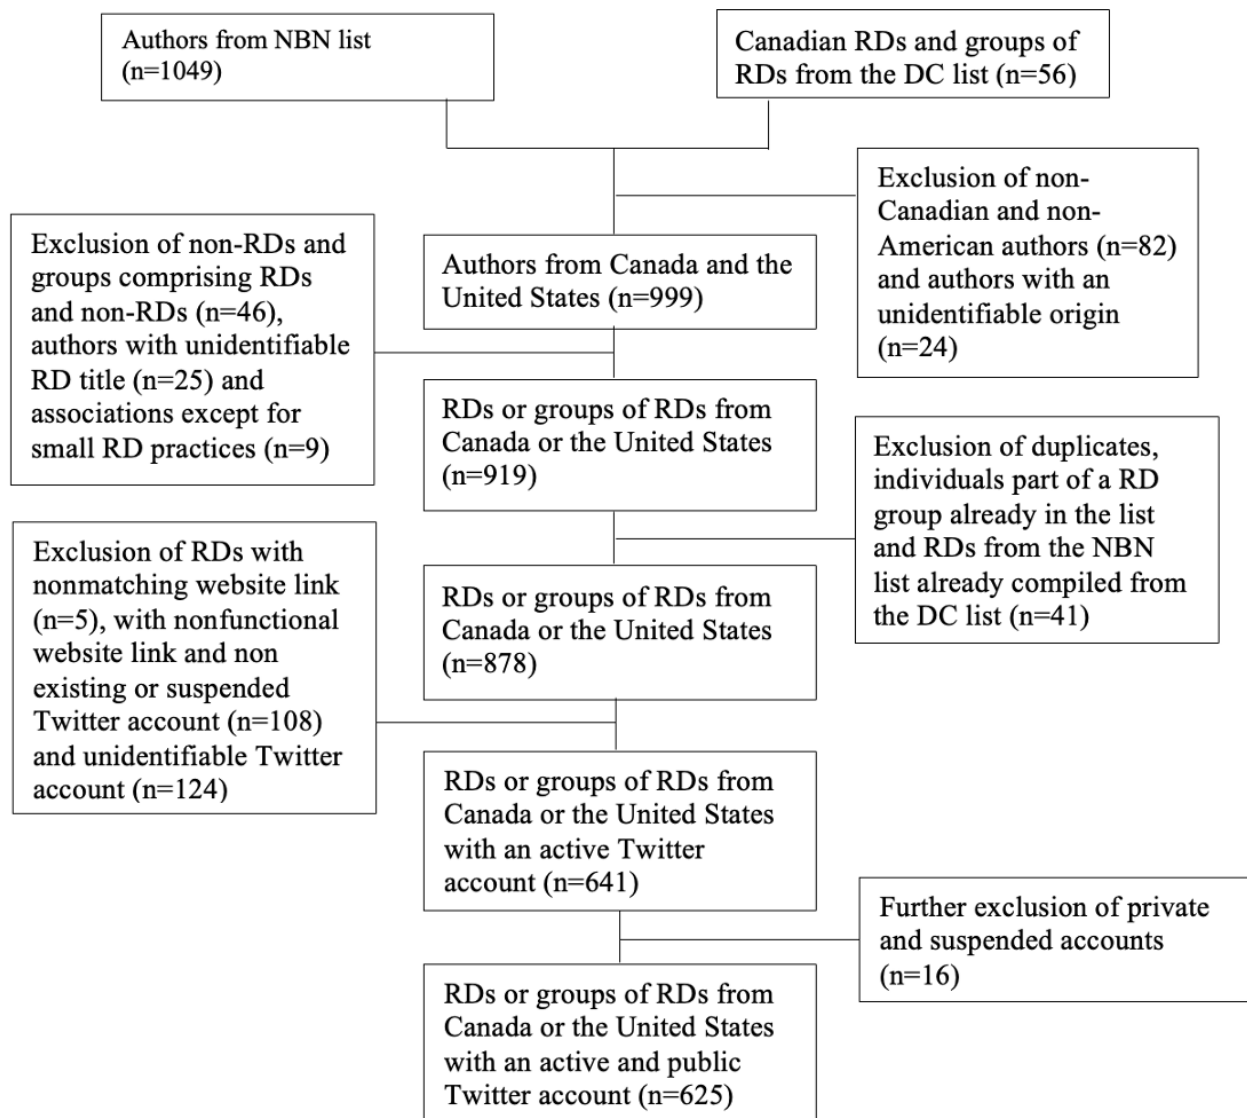 Authors from NBN list
(n=1049)
Canadian RDs and groups of
RDs from the DC list (n=56)
Exclusion of non-
Canadian and non-
American authors (n=82)
and authors with an
unidentifiable origin
(n=24)
Authors from Canada and the
United States (n=999)
Exclusion of non-RDs and
groups comprising RDs
and non-RDs (n=46),
authors with unidentifiable
RD title (n=25) and
associations except for
small RD practices (n=9)
RDs or groups of RDs from
Canada or the United States
(n=919)
Exclusion of duplicates,
individuals part of a RD
group already in the list
and RDs from the NBN
list already compiled from
the DC list (n=41)
RDs or groups of RDs from
Canada or the United States
(n=878)
Exclusion of RDs with
nonmatching website link
(n=5), with nonfunctional
website link and non
existing or suspended
Twitter account (n=108)
and unidentifiable Twitter
account (n=124)
RDs or groups of RDs from
Canada or the United States
with an active Twitter
account (n=641)
Further exclusion of private
and suspended accounts
(n=16)
RDs or groups of RDs from
Canada or the United States
with an active and public
Twitter account (n=625)